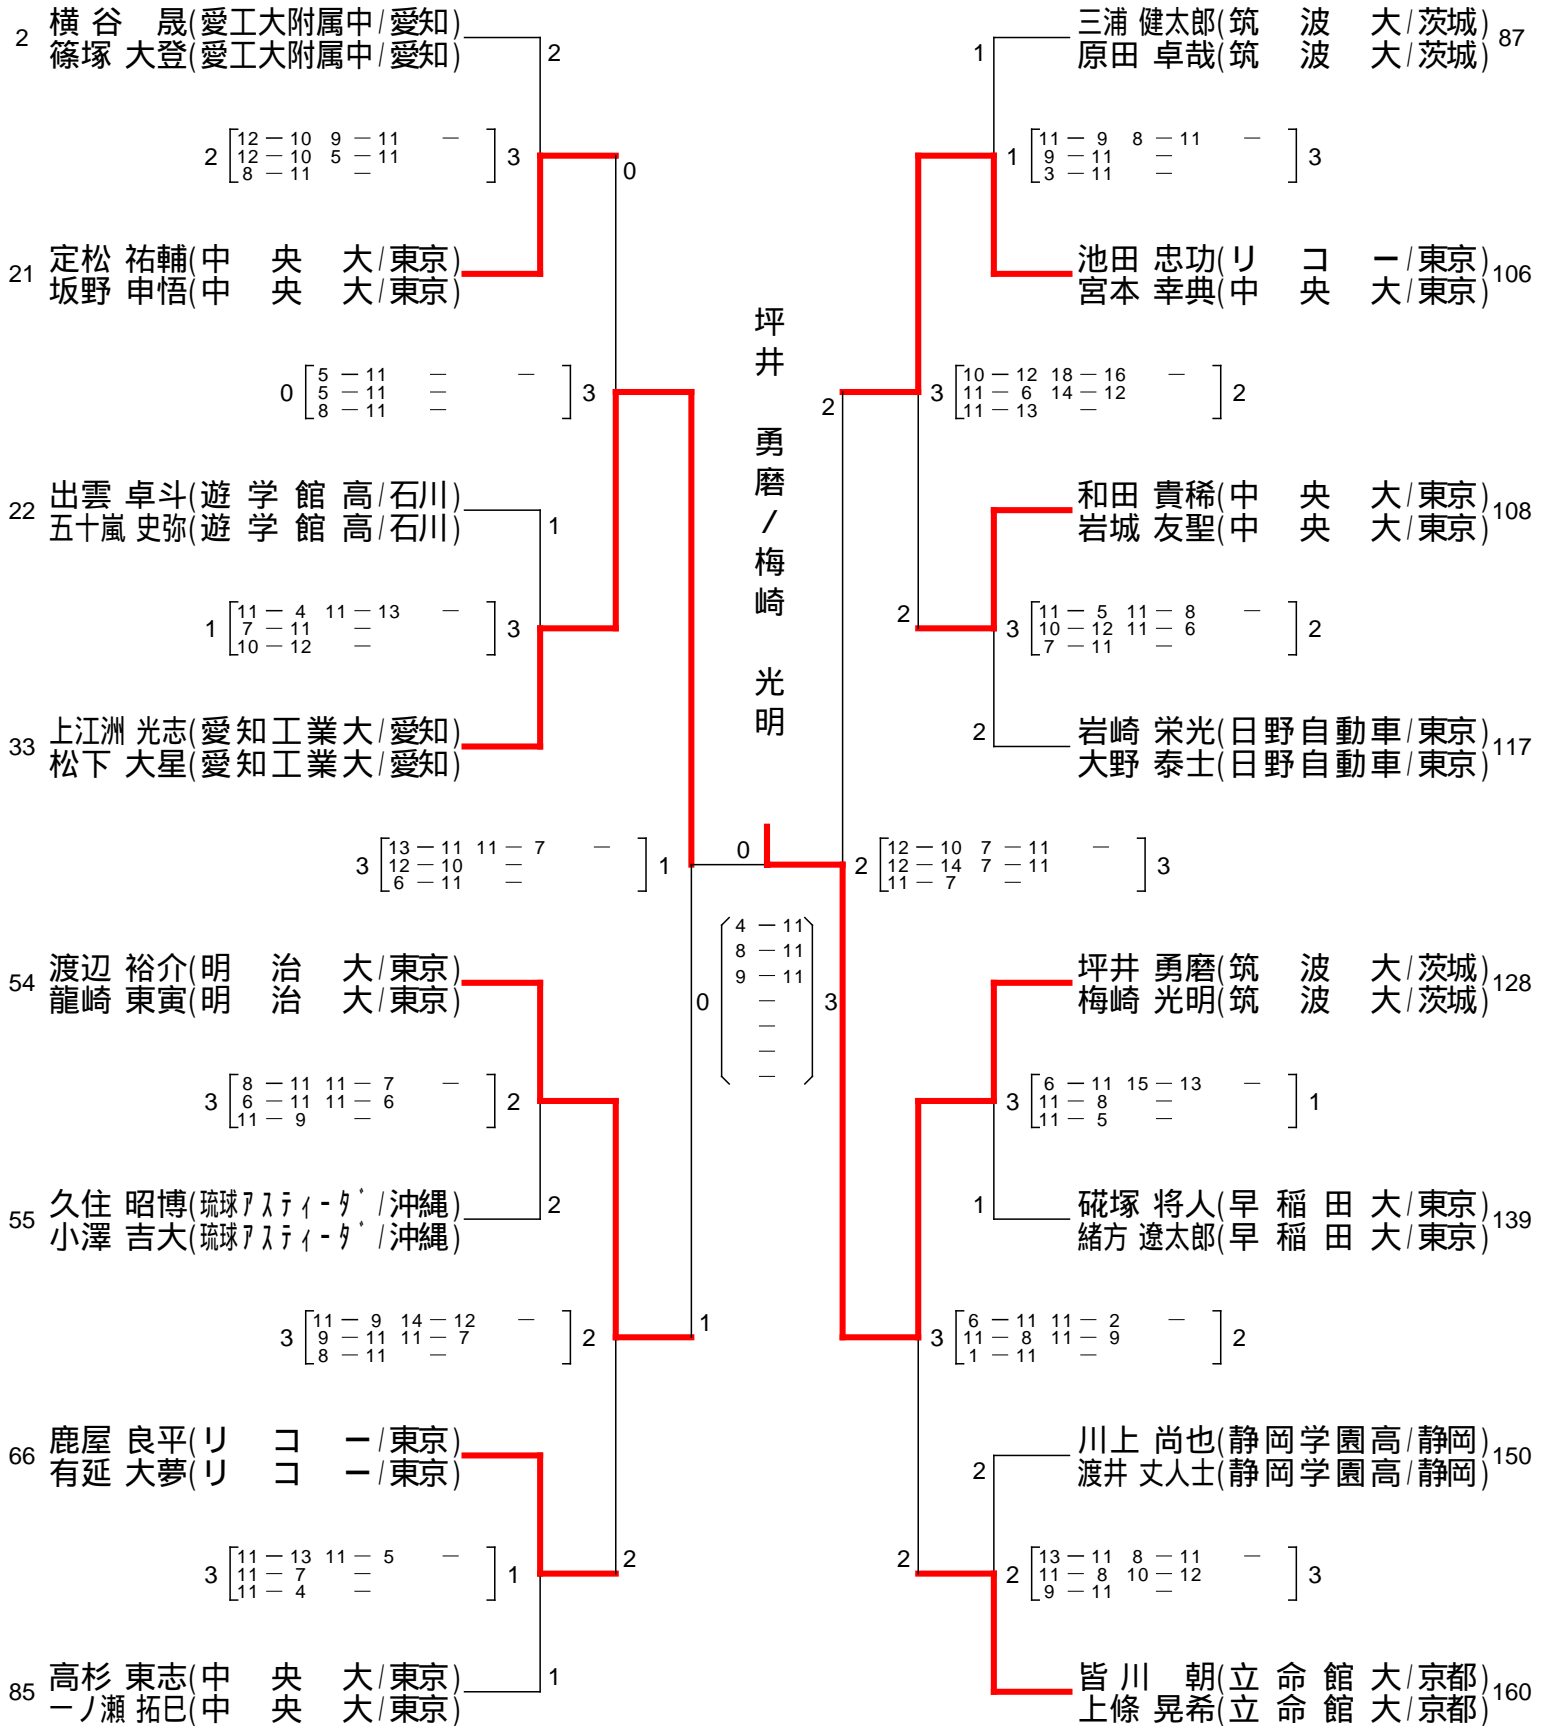 2 横谷 晟(愛工大附属中/愛知)
篠塚 大登(愛工大附属中/愛知)
2
2 12 − 10 9 − 11 − 3
12 − 10 5 − 11
8 − 11 −
0
21 定松 祐輔(中央大/東京)
坂野 申悟(中央大/東京)
0 5 − 11 − − 3
5 − 11 −
8 − 11 −
22 出雲 卓斗(遊学館高/石川)
五十嵐 史弥(遊学館高/石川)
1
1 11 − 4 11 − 13 − 3
7 − 11 −
10 − 12 −
33 上江洲 光志(愛知工業大/愛知)
松下 大星(愛知工業大/愛知)
3 13 − 11 11 − 7 − 1
12 − 10 −
6 − 11 −
54 渡辺 裕介(明治大/東京)
龍崎 東寅(明治大/東京)
0
3 8 − 11 11 − 7 − 2
6 − 11 11 − 6
11 − 9 −
55 久住 昭博(琉球アスティーダ/沖縄)
小澤 吉大(琉球アスティーダ/沖縄)
2
3 11 − 9 14 − 12 − 2
9 − 11 11 − 7
8 − 11 −
1
66 鹿屋 良平(リコー/東京)
有延 大夢(リコー/東京)
3 11 − 13 11 − 5 − 1
11 − 7 −
11 − 4 −
2
85 高杉 東志(中央大/東京)
一ノ瀬 拓巳(中央大/東京)
1
坪井 勇磨/梅崎 光明
0
4 − 11
8 − 11
9 − 11
−
−
−
−
3
三浦 健太郎(筑波大/茨城) 87
原田 卓哉(筑波大/茨城)
1
1 11 − 9 8 − 11 − 3
9 − 11 −
3 − 11 −
池田 忠功(リコー/東京) 106
宮本 幸典(中央大/東京)
2
3 10 − 12 18 − 16 − 2
11 − 6 14 − 12
11 − 13 −
和田 貴稀(中央大/東京) 108
岩城 友聖(中央大/東京)
2
3 11 − 5 11 − 8 − 2
10 − 12 11 − 6
7 − 11 −
2
岩崎 栄光(日野自動車/東京) 117
大野 泰士(日野自動車/東京)
2 12 − 10 7 − 11 − 3
12 − 14 7 − 11
11 − 7 −
坪井 勇磨(筑波大/茨城) 128
梅崎 光明(筑波大/茨城)
3 6 − 11 15 − 13 − 1
11 − 8 −
11 − 5 −
1
硴塚 将人(早稲田大/東京) 139
緒方 遼太郎(早稲田大/東京)
3 6 − 11 11 − 2 − 2
11 − 8 11 − 9
1 − 11 −
川上 尚也(静岡学園高/静岡) 150
渡井 丈人士(静岡学園高/静岡)
2
2
2 13 − 11 8 − 11 − 3
11 − 8 10 − 12
9 − 11 −
皆川 朝(立命館大/京都) 160
上條 晃希(立命館大/京都)